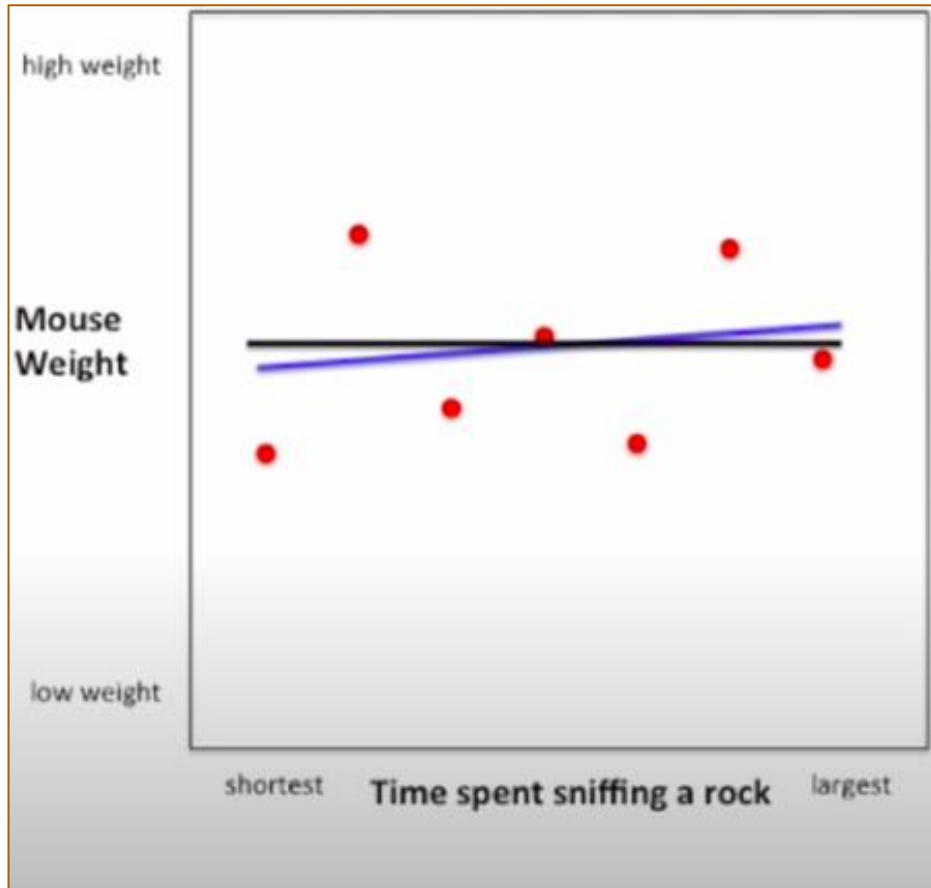 high weight
Mouse
Weight
low weight
shortest
Time spent sniffing a rock
largest